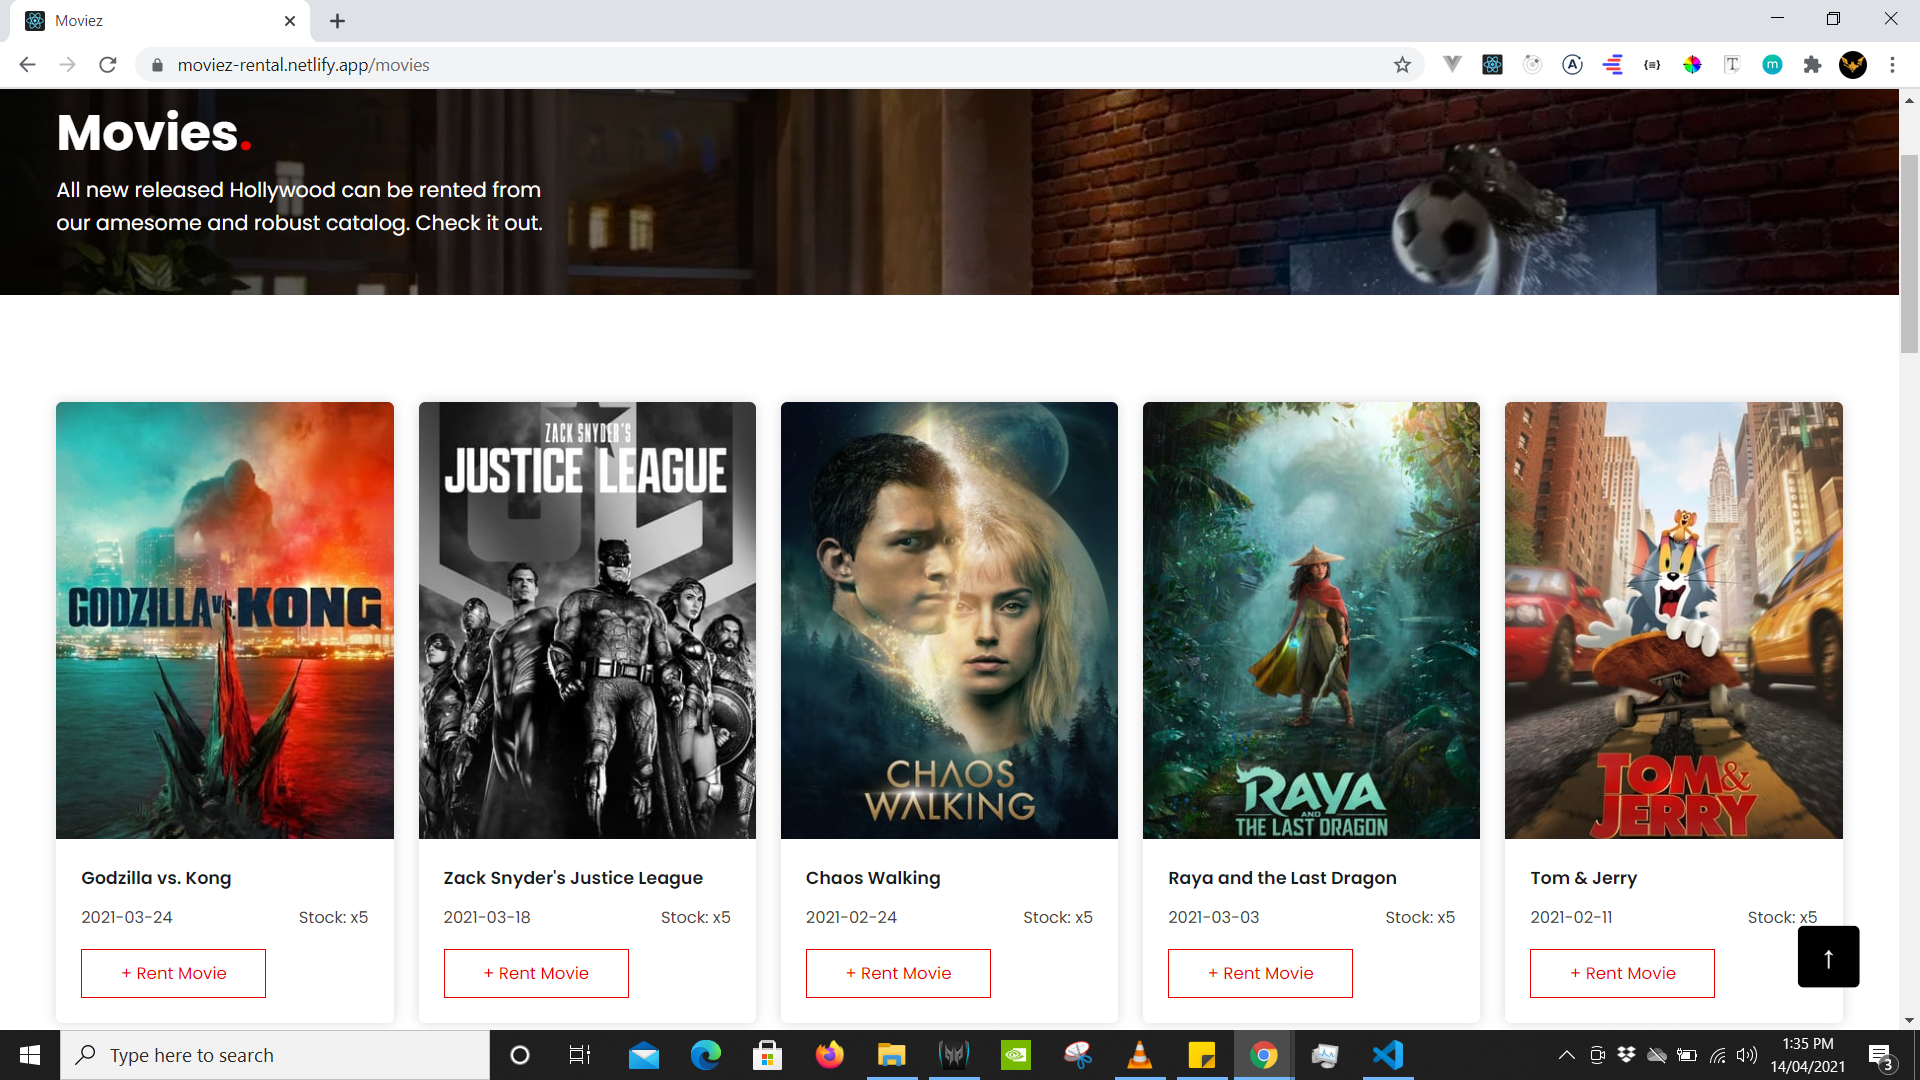 Moviez
moviez-rental.netlify.app/movies
Movies.
All new released Hollywood can be rented from
our amesome and robust catalog. Check it out.
GODZILLA vs. KONG
ZACK SNYDER'S
JUSTICE LEAGUE
CHAOS
WALKING
RAYA
AND
THE LAST DRAGON
TOM &
JERRY
Godzilla vs. Kong
2021-03-24 Stock: x5
+ Rent Movie
Zack Snyder's Justice League
2021-03-18 Stock: x5
+ Rent Movie
Chaos Walking
2021-02-24 Stock: x5
+ Rent Movie
Raya and the Last Dragon
2021-03-03 Stock: x5
+ Rent Movie
Tom & Jerry
2021-02-11 Stock: x5
+ Rent Movie
↑
Type here to search
1:35 PM
14/04/2021
3